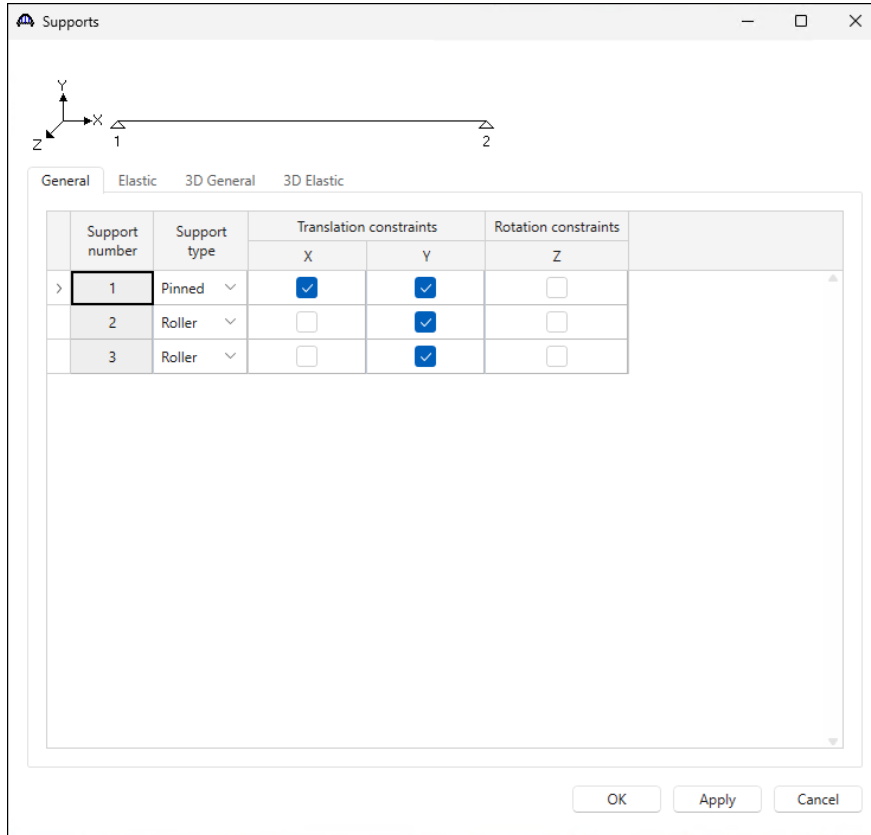 Supports
Y
X
Z
1 2
General Elastic 3D General 3D Elastic
Support number Support type Translation constraints Rotation constraints
X Y Z
1 Pinned
2 Roller
3 Roller
OK Apply Cancel